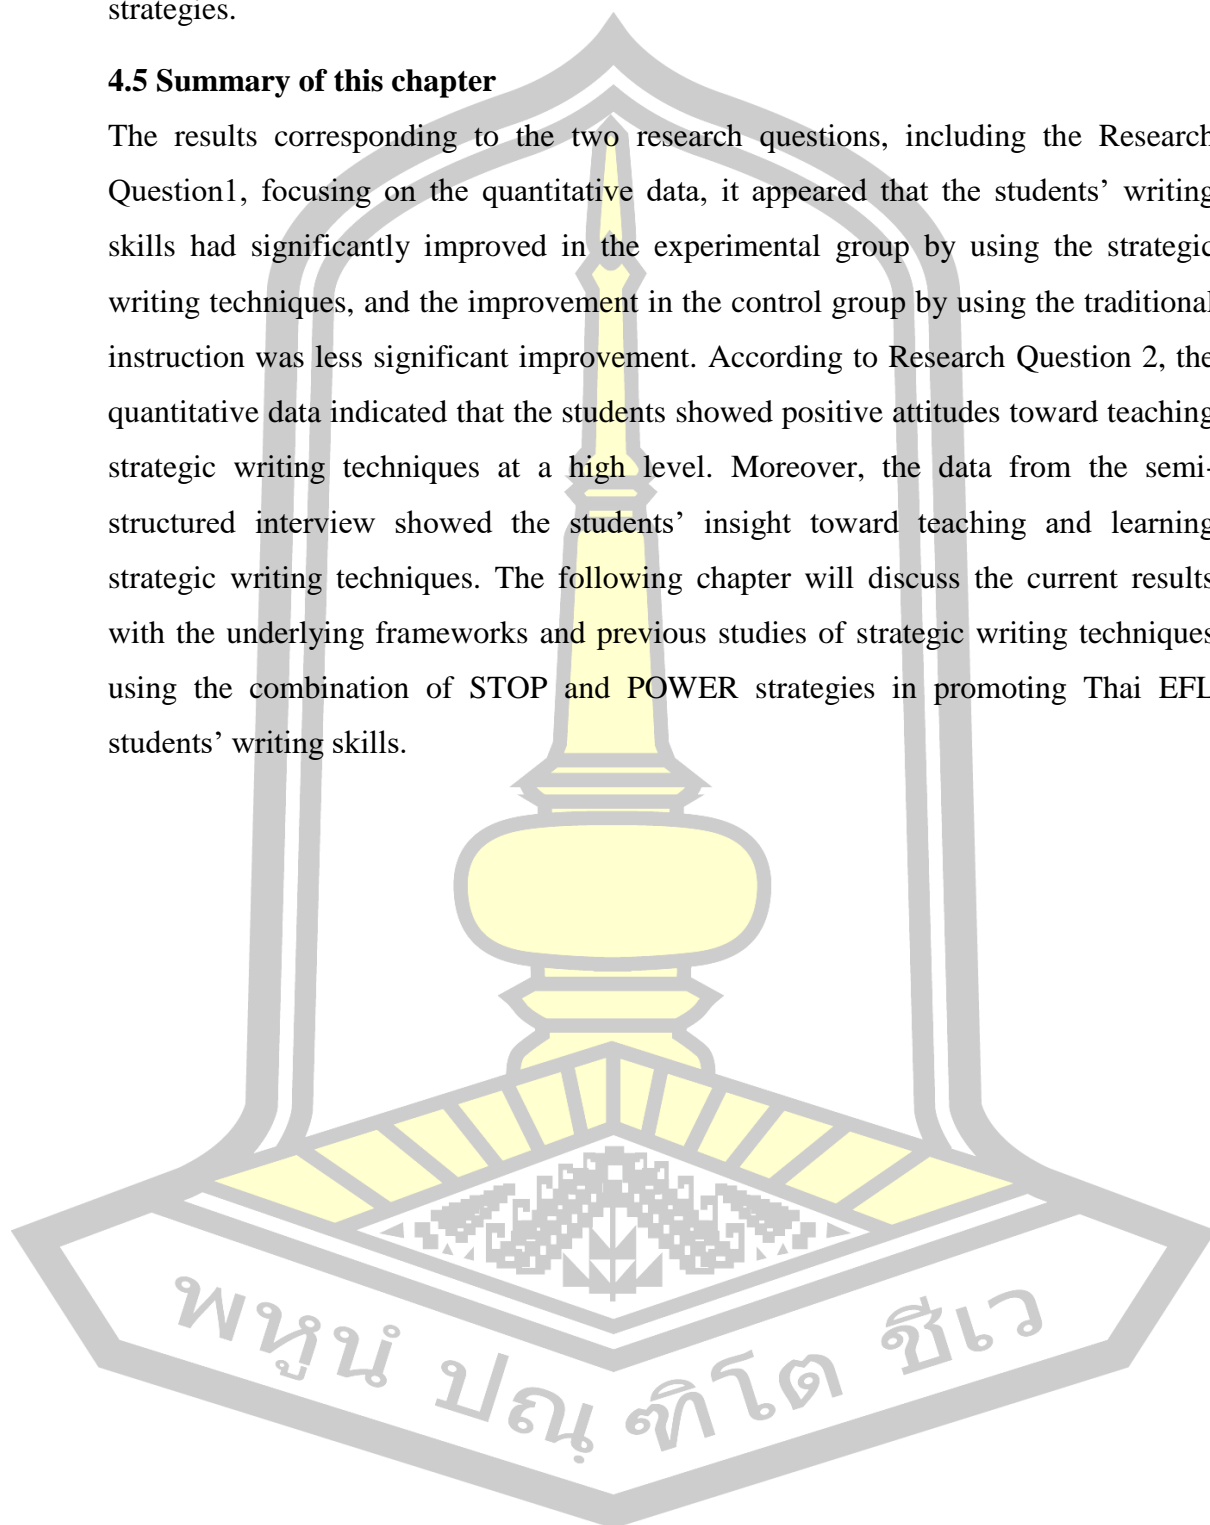 strategies.
4.5 Summary of this chapter
The results corresponding to the two research questions, including the Research
Question1, focusing on the quantitative data, it appeared that the students’ writing
skills had significantly improved in the experimental group by using the strategic
writing techniques, and the improvement in the control group by using the traditional
instruction was less significant improvement. According to Research Question 2, the
quantitative data indicated that the students showed positive attitudes toward teaching
strategic writing techniques at a high level. Moreover, the data from the semi-
structured interview showed the students’ insight toward teaching and learning
strategic writing techniques. The following chapter will discuss the current results
with the underlying frameworks and previous studies of strategic writing techniques
using the combination of STOP and POWER strategies in promoting Thai EFL
students’ writing skills.
พหูนํ ปณฺ ฑิโต ชีเว